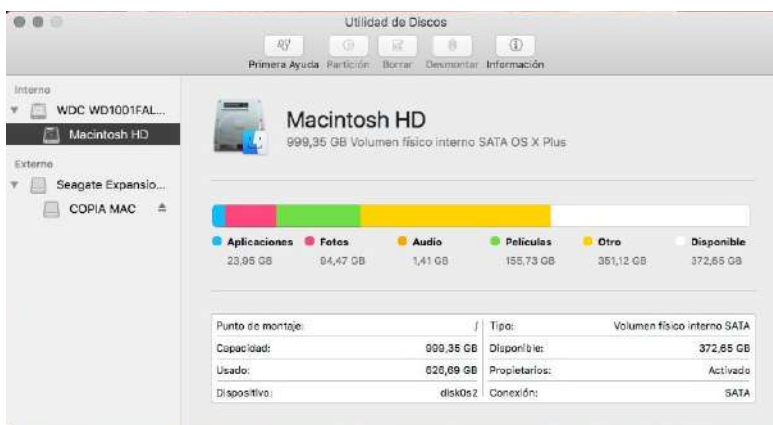 Utilidad de Discos
Primera Ayuda Partición Borrar Desmontar Información
Interno
WDC WD1001FAL...
Macintosh HD
Externo
Seagate Expansio...
COPIA MAC
Macintosh HD
999,35 GB Volumen físico interno SATA OS X Plus
Aplicaciones Fotos Audio Películas Otro Disponible
23,95 GB 94,47 GB 1,41 GB 155,73 GB 351,12 GB 372,65 GB
Punto de montaje: / Tipo: Volumen físico interno SATA
Capacidad: 999,35 GB Disponible: 372,65 GB
Usado: 626,69 GB Propietarios: Activado
Dispositivo: disk0s2 Conexión: SATA